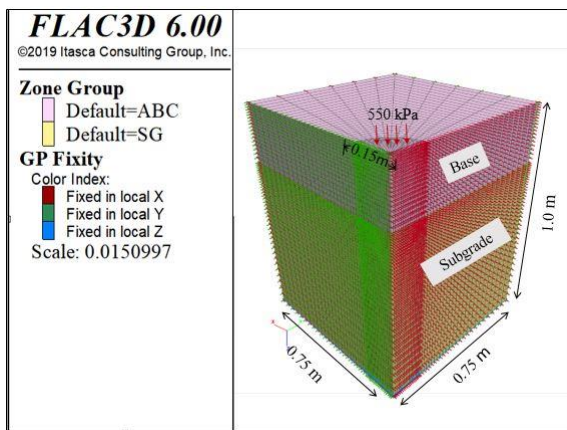 FLAC3D 6.00
©2019 Itasca Consulting Group, Inc.
Zone Group
Default=ABC
Default=SG
GP Fixity
Color Index:
Fixed in local X
Fixed in local Y
Fixed in local Z
Scale: 0.0150997
550 kPa
0.15m
Base
1.0 m
Subgrade
0.75 m
0.75 m